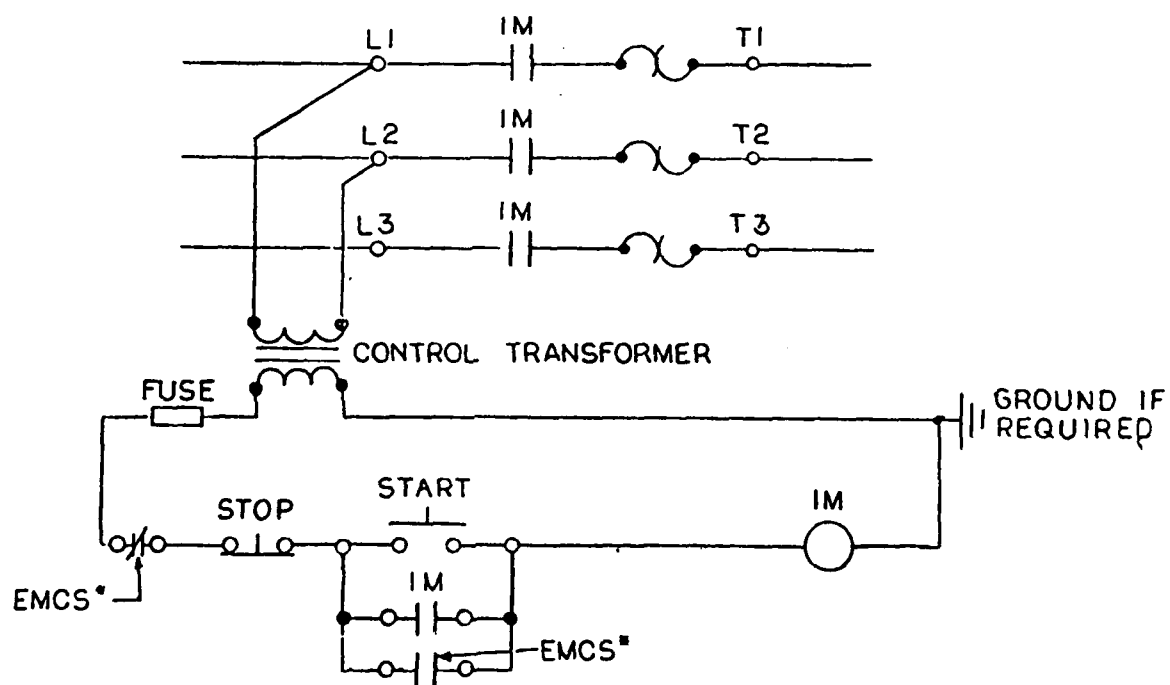 L1
1M
T1
L2
1M
T2
L3
1M
T3
CONTROL TRANSFORMER
FUSE
GROUND IF
REQUIRED
STOP
START
1M
EMCS*
1M
EMCS*